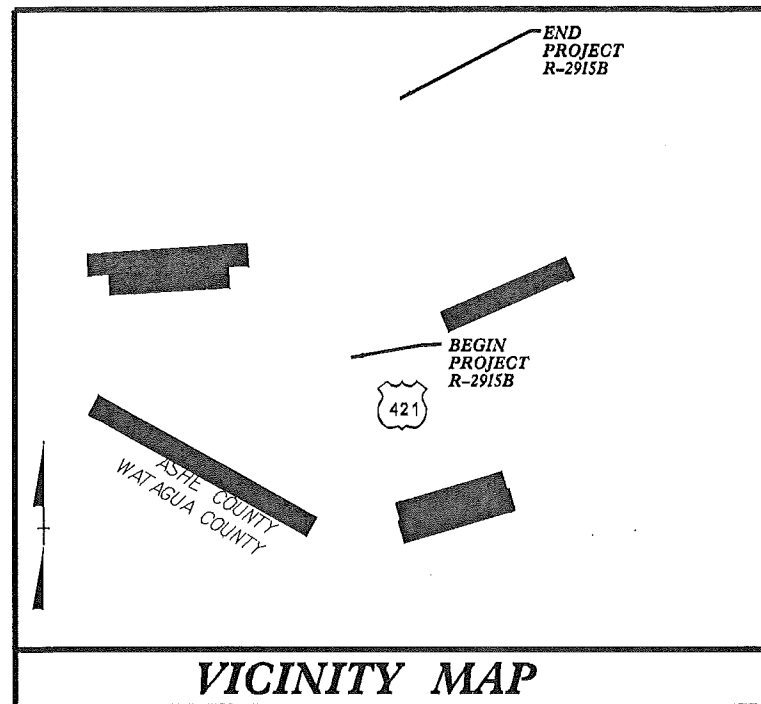 END
PROJECT
R-2915B
BEGIN
PROJECT
R-2915B
421
ASHE COUNTY
WATAGUA COUNTY
VICINITY MAP